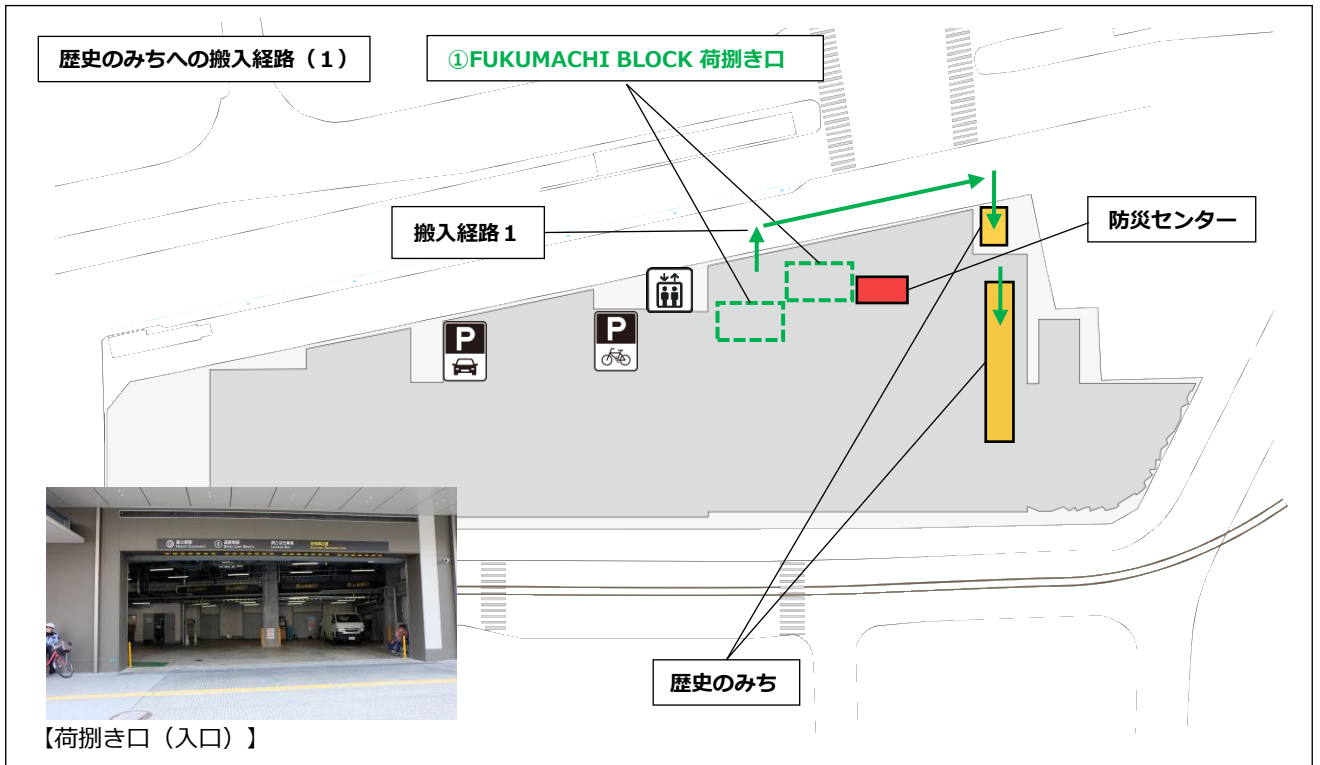 歴史のみちへの搬入経路（１）
①FUKUMACHI BLOCK 荷捌き口
搬入経路１
防災センター
P
P
歴史のみち
【荷捌き口（入口）】